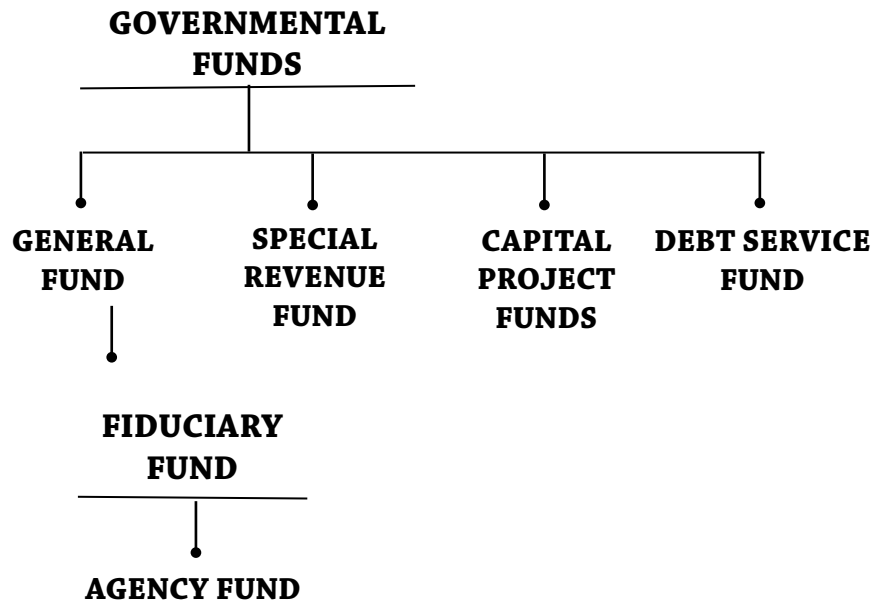 GOVERNMENTAL
FUNDS
GENERAL
FUND
SPECIAL
REVENUE
FUND
CAPITAL
PROJECT
FUNDS
DEBT SERVICE
FUND
FIDUCIARY
FUND
AGENCY FUND